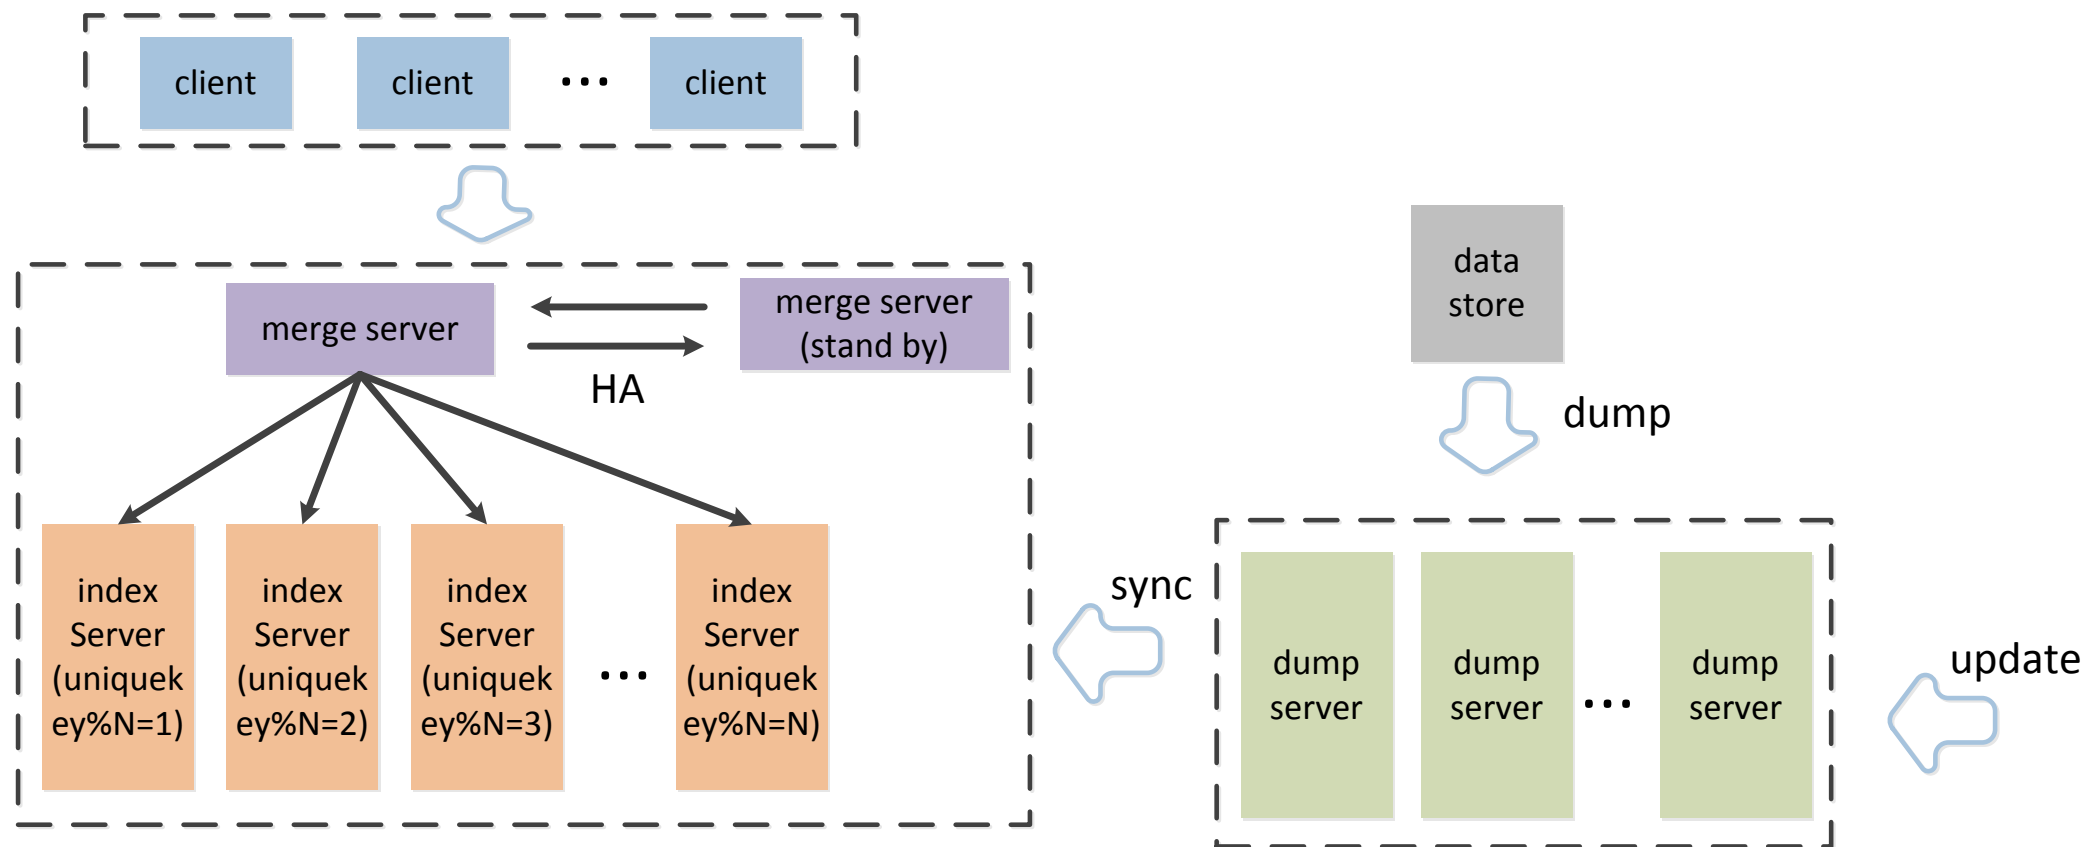 client
client
...
client
merge server
merge server
(stand by)
HA
index
Server
(uniquek
ey%N=1)
index
Server
(uniquek
ey%N=2)
index
Server
(uniquek
ey%N=3)
...
index
Server
(uniquek
ey%N=N)
data
store
dump
sync
dump
server
dump
server
...
dump
server
update